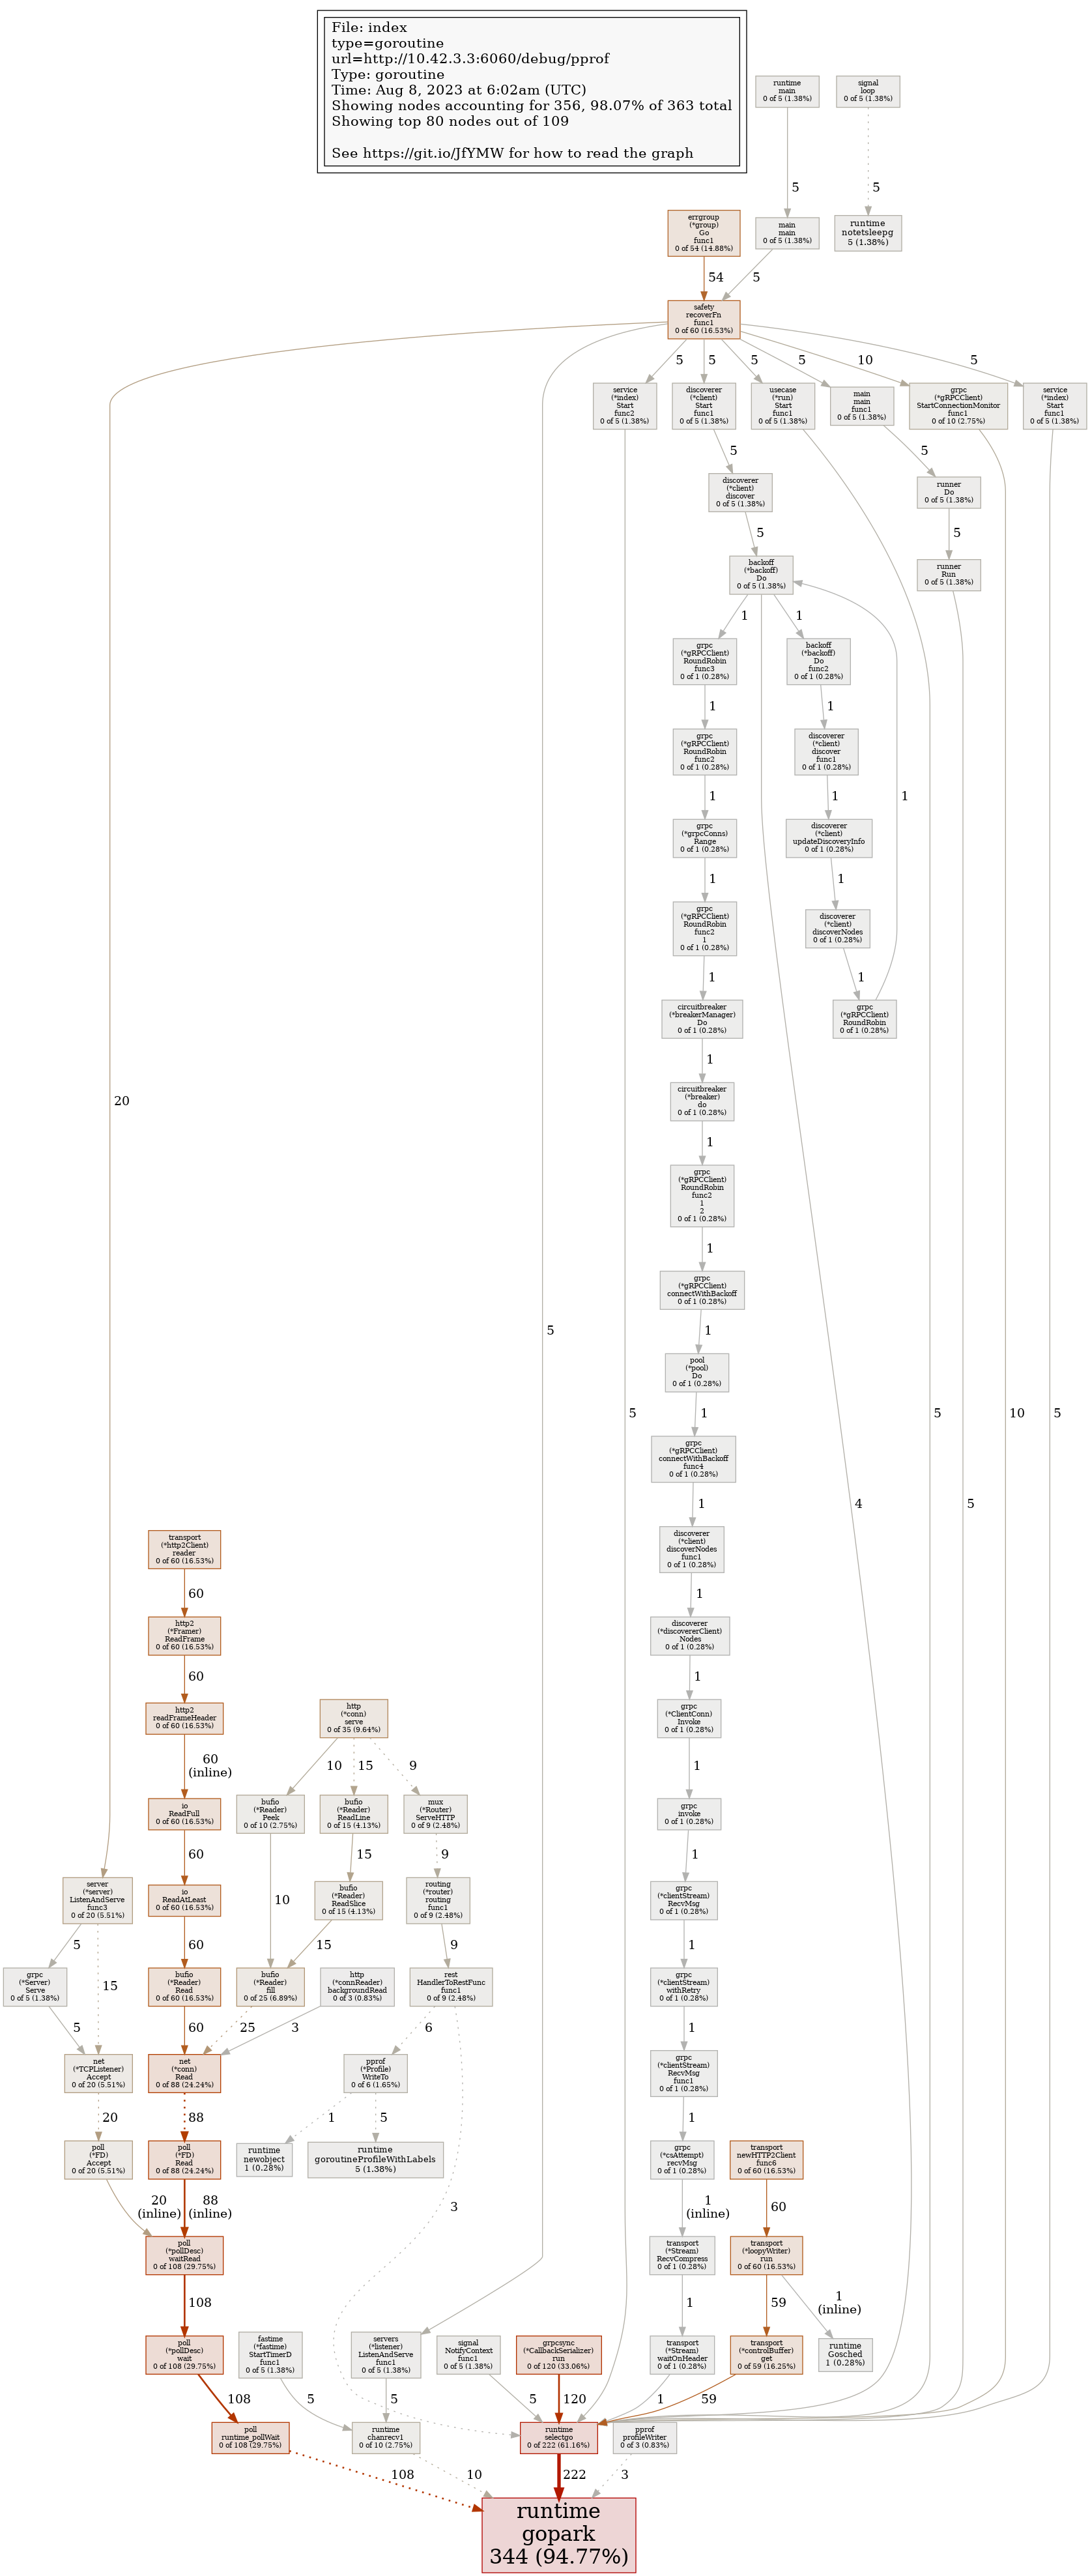 File: index
type=goroutine
url=http://10.42.3.3:6060/debug/pprof
Type: goroutine
Time: Aug 8, 2023 at 6:02am (UTC)
Showing nodes accounting for 356, 98.07% of 363 total
Showing top 80 nodes out of 109
See https://git.io/JfYMW for how to read the graph
runtime
main
0 of 5 (1.38%)
signal
loop
0 of 5 (1.38%)
5
5
errgroup
(*group)
Go
func1
0 of 54 (14.88%)
main
main
0 of 5 (1.38%)
runtime
notetsleepg
5 (1.38%)
54
5
safety
recoverFn
func1
0 of 60 (16.53%)
5
5
5
5
10
5
service
(*index)
Start
func2
0 of 5 (1.38%)
discoverer
(*client)
Start
func1
0 of 5 (1.38%)
usecase
(*run)
Start
func1
0 of 5 (1.38%)
main
main
func1
0 of 5 (1.38%)
grpc
(*gRPCClient)
StartConnectionMonitor
func1
0 of 10 (2.75%)
service
(*index)
Start
func1
0 of 5 (1.38%)
5
5
discoverer
(*client)
discover
0 of 5 (1.38%)
runner
Do
0 of 5 (1.38%)
5
5
backoff
(*backoff)
Do
0 of 5 (1.38%)
runner
Run
0 of 5 (1.38%)
1
1
grpc
(*gRPCClient)
RoundRobin
func3
0 of 1 (0.28%)
backoff
(*backoff)
Do
func2
0 of 1 (0.28%)
1
1
grpc
(*gRPCClient)
RoundRobin
func2
0 of 1 (0.28%)
discoverer
(*client)
discover
func1
0 of 1 (0.28%)
1
1
1
grpc
(*grpcConns)
Range
0 of 1 (0.28%)
discoverer
(*client)
updateDiscoveryInfo
0 of 1 (0.28%)
1
1
grpc
(*gRPCClient)
RoundRobin
func2
1
0 of 1 (0.28%)
discoverer
(*client)
discoverNodes
0 of 1 (0.28%)
1
1
circuitbreaker
(*breakerManager)
Do
0 of 1 (0.28%)
grpc
(*gRPCClient)
RoundRobin
0 of 1 (0.28%)
1
20
circuitbreaker
(*breaker)
do
0 of 1 (0.28%)
1
grpc
(*gRPCClient)
RoundRobin
func2
1
2
0 of 1 (0.28%)
1
grpc
(*gRPCClient)
connectWithBackoff
0 of 1 (0.28%)
5
1
pool
(*pool)
Do
0 of 1 (0.28%)
5
1
5
10
5
grpc
(*gRPCClient)
connectWithBackoff
func4
0 of 1 (0.28%)
1
4
5
transport
(*http2Client)
reader
0 of 60 (16.53%)
discoverer
(*client)
discoverNodes
func1
0 of 1 (0.28%)
60
1
http2
(*Framer)
ReadFrame
0 of 60 (16.53%)
discoverer
(*discovererClient)
Nodes
0 of 1 (0.28%)
60
1
http2
readFrameHeader
0 of 60 (16.53%)
http
(*conn)
serve
0 of 35 (9.64%)
grpc
(*ClientConn)
Invoke
0 of 1 (0.28%)
60
(inline)
10
15
9
1
io
ReadFull
0 of 60 (16.53%)
bufio
(*Reader)
Peek
0 of 10 (2.75%)
bufio
(*Reader)
ReadLine
0 of 15 (4.13%)
mux
(*Router)
ServeHTTP
0 of 9 (2.48%)
grpc
invoke
0 of 1 (0.28%)
60
15
9
1
server
(*server)
ListenAndServe
func3
0 of 20 (5.51%)
io
ReadAtLeast
0 of 60 (16.53%)
bufio
(*Reader)
ReadSlice
0 of 15 (4.13%)
routing
(*router)
routing
func1
0 of 9 (2.48%)
grpc
(*clientStream)
RecvMsg
0 of 1 (0.28%)
10
5
60
15
9
1
15
grpc
(*Server)
Serve
0 of 5 (1.38%)
bufio
(*Reader)
Read
0 of 60 (16.53%)
bufio
(*Reader)
fill
0 of 25 (6.89%)
http
(*connReader)
backgroundRead
0 of 3 (0.83%)
rest
HandlerToRestFunc
func1
0 of 9 (2.48%)
grpc
(*clientStream)
withRetry
0 of 1 (0.28%)
5
60
25
3
6
1
net
(*TCPListener)
Accept
0 of 20 (5.51%)
net
(*conn)
Read
0 of 88 (24.24%)
pprof
(*Profile)
WriteTo
0 of 6 (1.65%)
grpc
(*clientStream)
RecvMsg
func1
0 of 1 (0.28%)
20
88
1
5
1
poll
(*FD)
Accept
0 of 20 (5.51%)
poll
(*FD)
Read
0 of 88 (24.24%)
runtime
newobject
1 (0.28%)
runtime
goroutineProfileWithLabels
5 (1.38%)
grpc
(*csAttempt)
recvMsg
0 of 1 (0.28%)
transport
newHTTP2Client
func6
0 of 60 (16.53%)
20
(inline)
88
(inline)
3
1
(inline)
60
poll
(*pollDesc)
waitRead
0 of 108 (29.75%)
transport
(*Stream)
RecvCompress
0 of 1 (0.28%)
transport
(*loopyWriter)
run
0 of 60 (16.53%)
108
1
59
1
(inline)
poll
(*pollDesc)
wait
0 of 108 (29.75%)
fastime
(*fastime)
StartTimerD
func1
0 of 5 (1.38%)
servers
(*listener)
ListenAndServe
func1
0 of 5 (1.38%)
signal
NotifyContext
func1
0 of 5 (1.38%)
grpcsync
(*CallbackSerializer)
run
0 of 120 (33.06%)
transport
(*Stream)
waitOnHeader
0 of 1 (0.28%)
transport
(*controlBuffer)
get
0 of 59 (16.25%)
runtime
Gosched
1 (0.28%)
108
5
5
5
120
1
59
poll
runtime_pollWait
0 of 108 (29.75%)
runtime
chanrecv1
0 of 10 (2.75%)
runtime
selectgo
0 of 222 (61.16%)
pprof
profileWriter
0 of 3 (0.83%)
108
10
222
3
runtime
gopark
344 (94.77%)